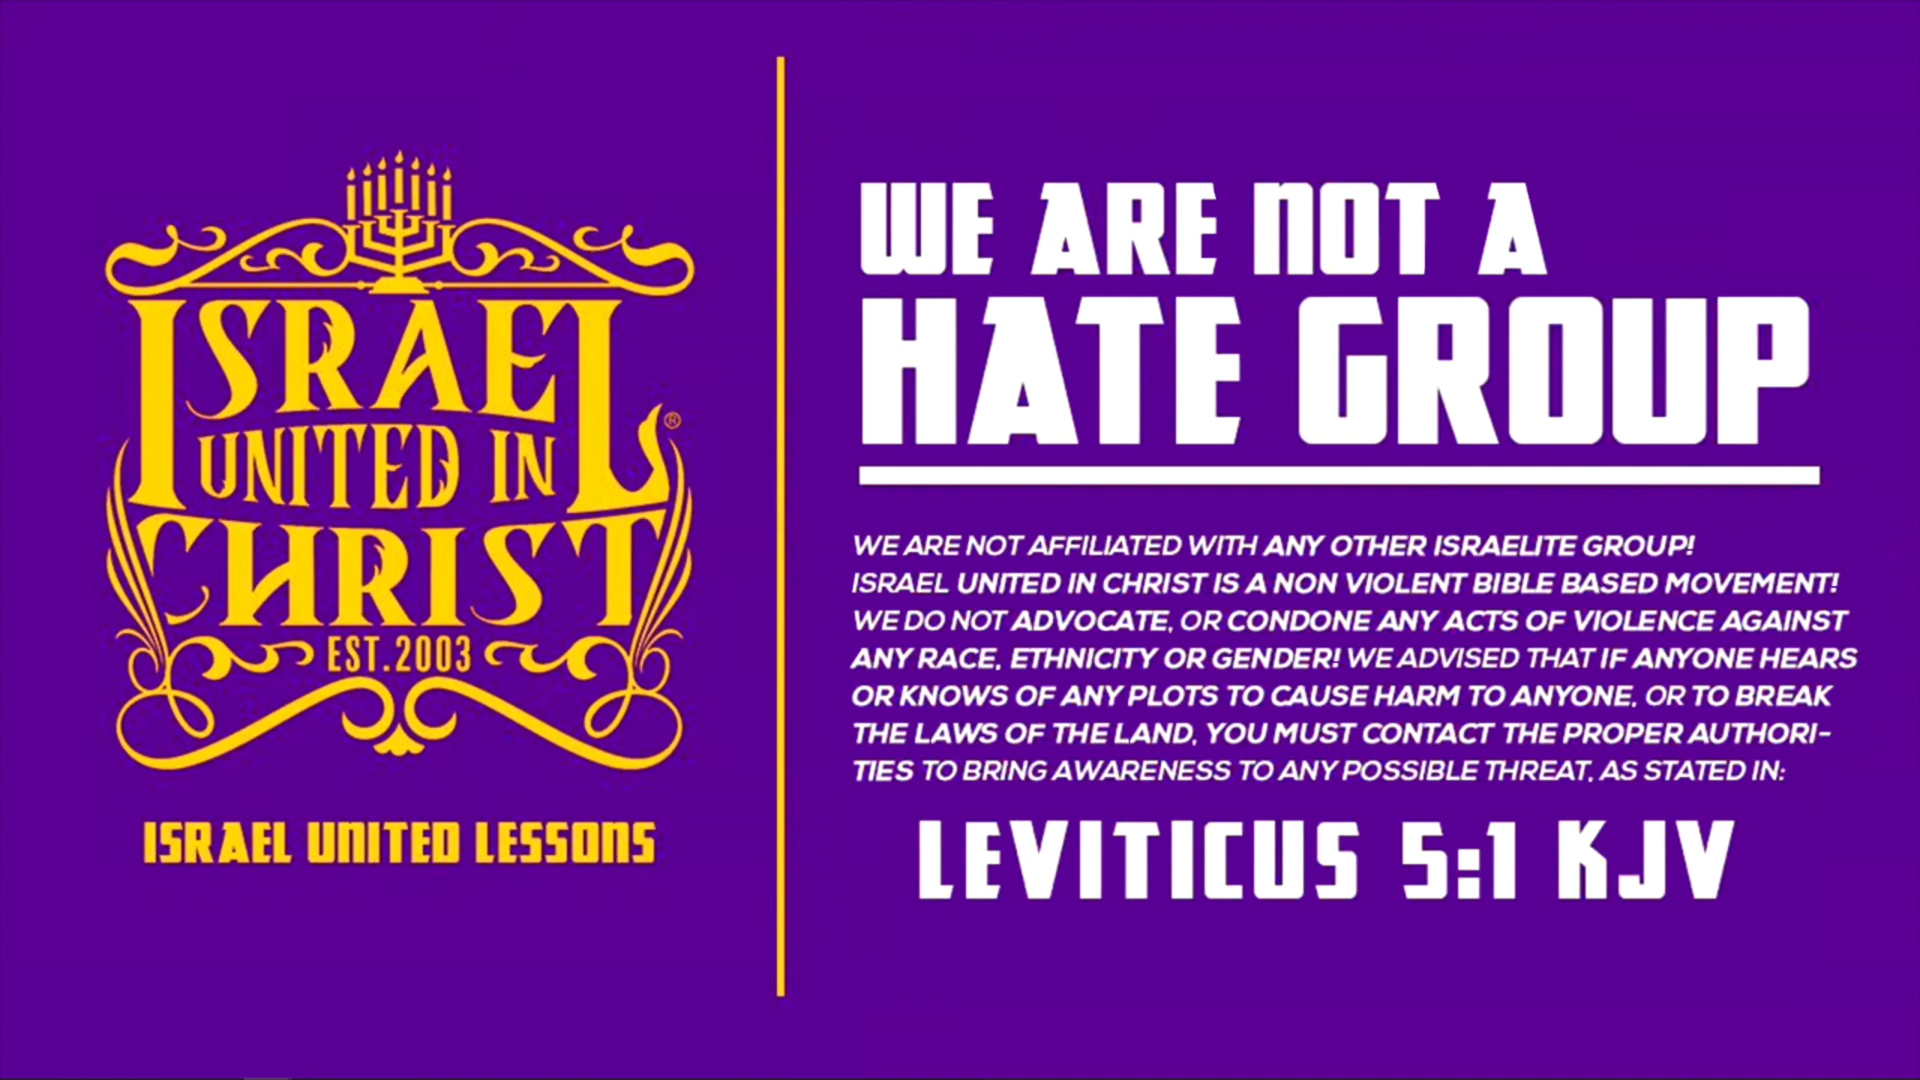 ISRAEL
UNITED IN
CHRIST®
EST.2003
ISRAEL UNITED LESSONS
WE ARE NOT A
HATE GROUP
WE ARE NOT AFFILIATED WITH ANY OTHER ISRAELITE GROUP!
ISRAEL UNITED IN CHRIST IS A NON VIOLENT BIBLE BASED MOVEMENT!
WE DO NOT ADVOCATE, OR CONDONE ANY ACTS OF VIOLENCE AGAINST
ANY RACE, ETHNICITY OR GENDER! WE ADVISED THAT IF ANYONE HEARS
OR KNOWS OF ANY PLOTS TO CAUSE HARM TO ANYONE, OR TO BREAK
THE LAWS OF THE LAND, YOU MUST CONTACT THE PROPER AUTHORI-
TIES TO BRING AWARENESS TO ANY POSSIBLE THREAT, AS STATED IN:
LEVITICUS 5:1 KJV